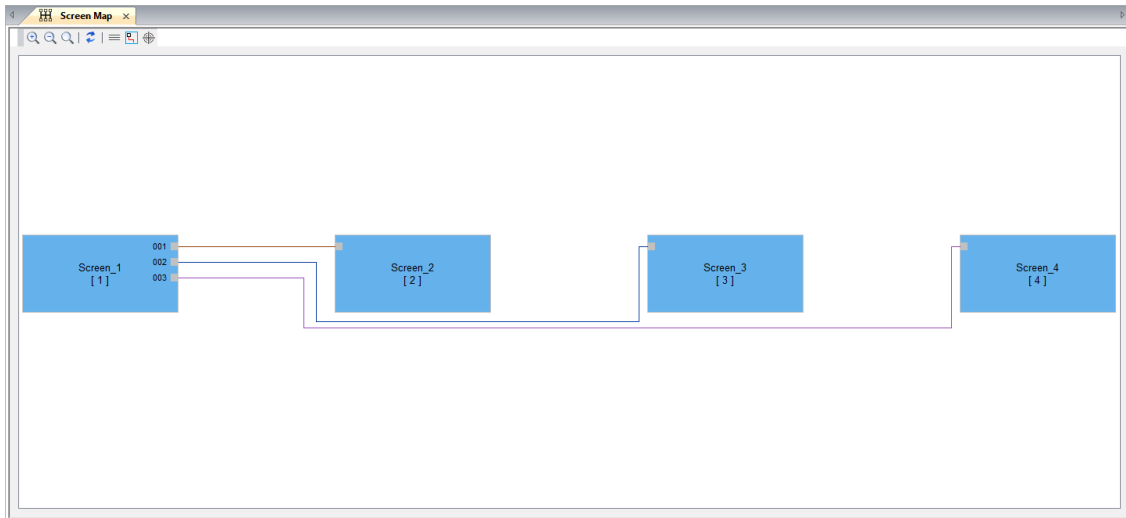 Screen Map
001
002
003
Screen_1
[ 1 ]
Screen_2
[ 2 ]
Screen_3
[ 3 ]
Screen_4
[ 4 ]